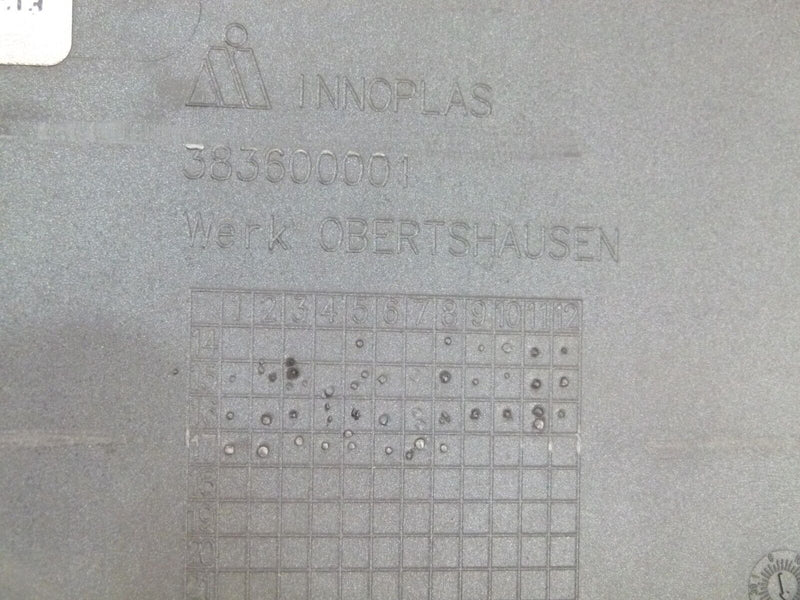 INNOPLAS
383600001
Werk OBERTSHAUSEN
1 2 3 4 5 6 7 8 9 10 11 12
14